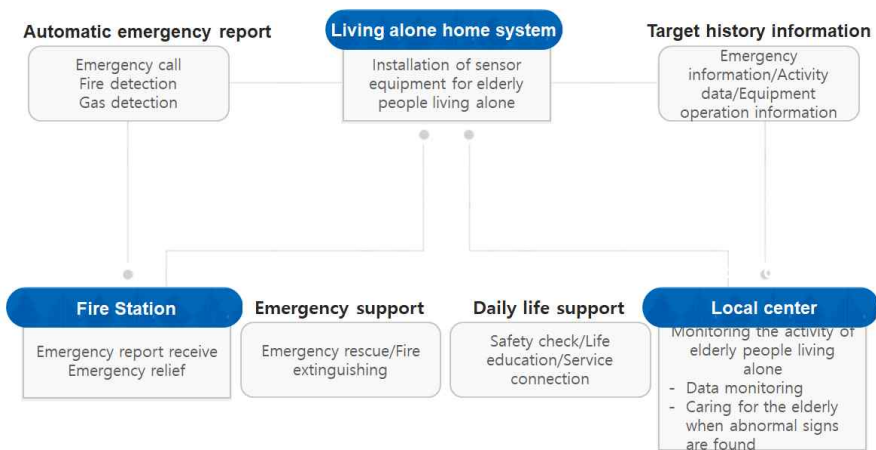 Automatic emergency report
Emergency call
Fire detection
Gas detection
Living alone home system
Installation of sensor
equipment for elderly
people living alone
Target history information
Emergency
information/Activity
data/Equipment
operation information
Fire Station
Emergency report receive
Emergency relief
Emergency support
Emergency rescue/Fire
extinguishing
Daily life support
Safety check/Life
education/Service
connection
Local center
Monitoring the activity of
elderly people living
alone
- Data monitoring
- Caring for the elderly
when abnormal signs
are found